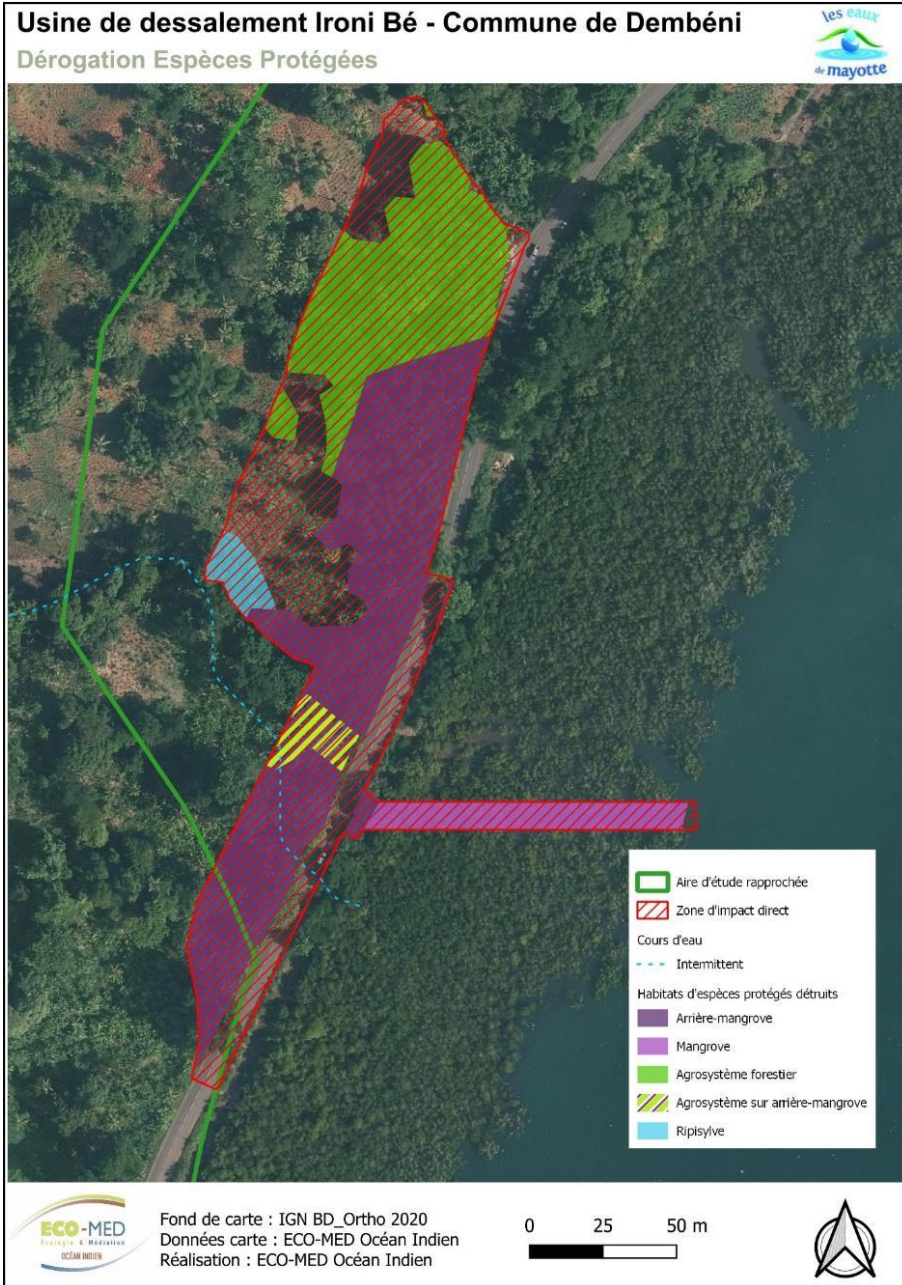 Usine de dessalement Ironi Bé - Commune de Dembéni
Dérogation Espèces Protégées
les eaux
de mayotte
Aire d'étude rapprochée
Zone d'impact direct
Cours d'eau
Intermittent
Habitats d'espèces protégés détruits
Arrière-mangrove
Mangrove
Agrosystème forestier
Agrosystème sur arrière-mangrove
Ripisylve
ECO-MED
Ecologie & Médiation
OCÉAN INDIEN
Fond de carte : IGN BD_Ortho 2020
Données carte : ECO-MED Océan Indien
Réalisation : ECO-MED Océan Indien
0 25 50 m